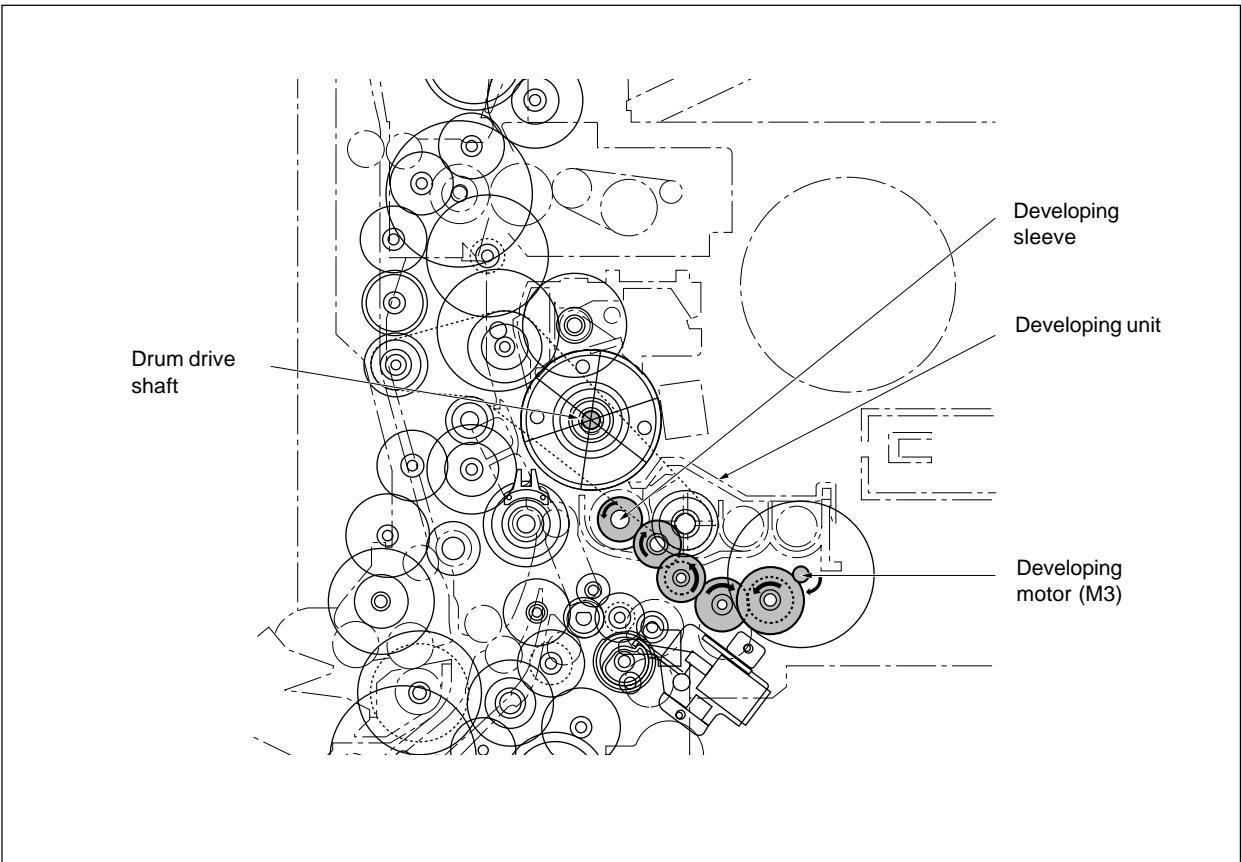 Developing
sleeve
Developing unit
Drum drive
shaft
Developing
motor (M3)